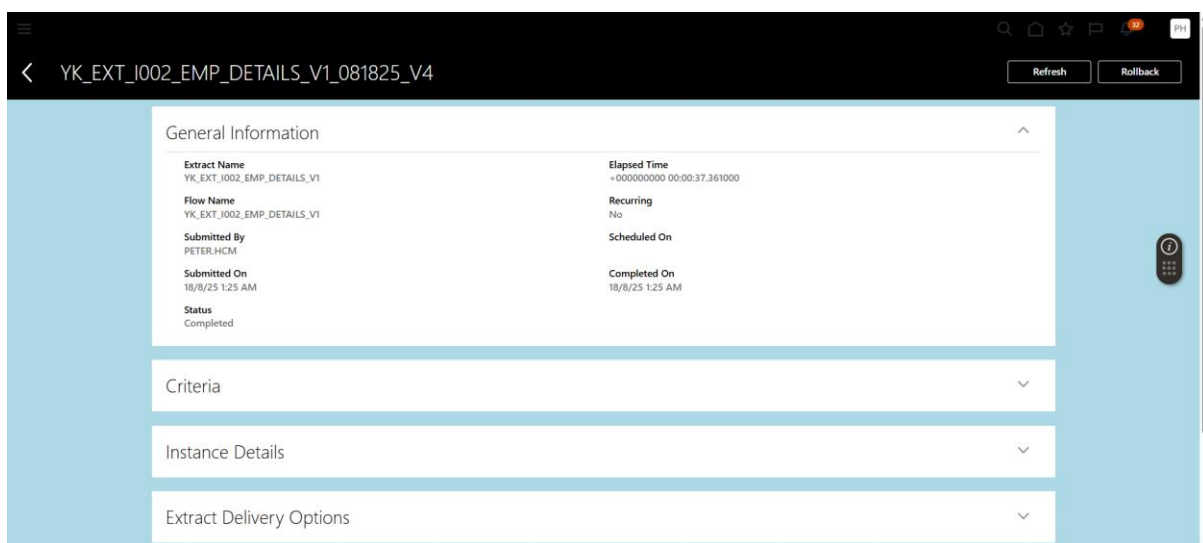 32
PH
YK_EXT_I002_EMP_DETAILS_V1_081825_V4
Refresh
Rollback
General Information
Extract Name
YK_EXT_I002_EMP_DETAILS_V1
Elapsed Time
+000000000 00:00:37.361000
Flow Name
YK_EXT_I002_EMP_DETAILS_V1
Recurring
No
Submitted By
PETER.HCM
Scheduled On
Submitted On
18/8/25 1:25 AM
Completed On
18/8/25 1:25 AM
Status
Completed
Criteria
Instance Details
Extract Delivery Options